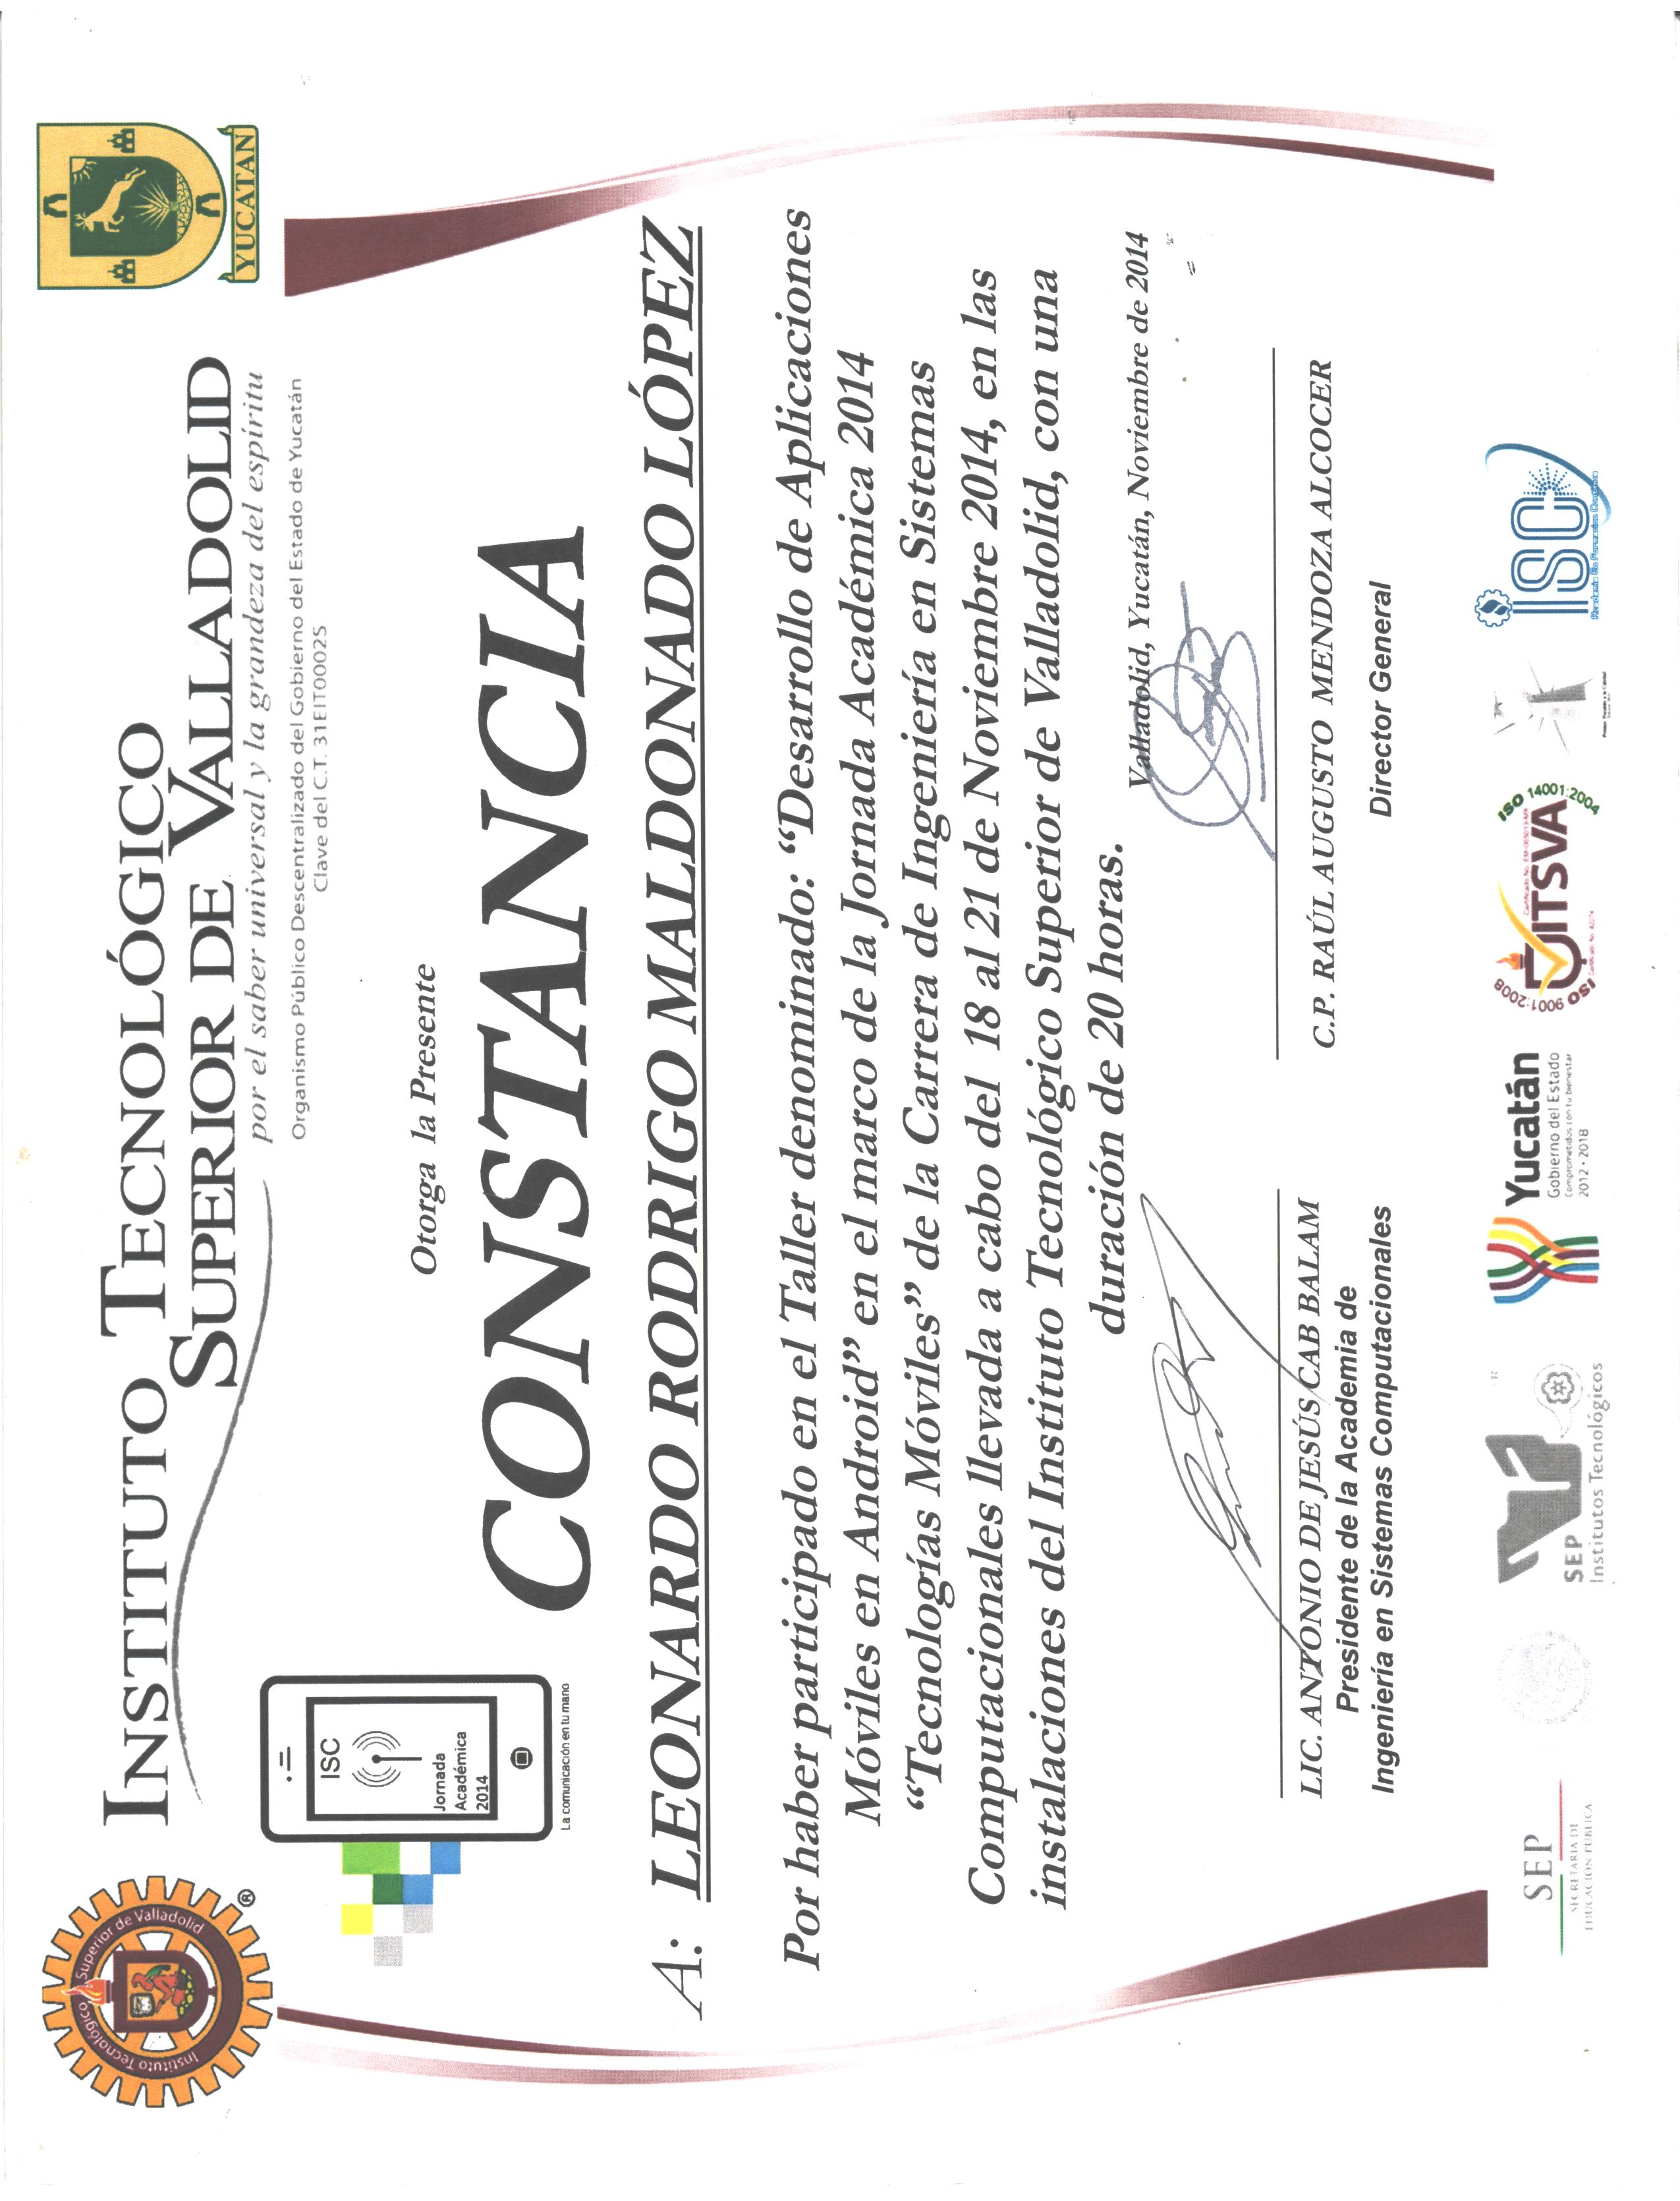 Instituto Tecnológico Superior de Valladolid
®
INSTITUTO TECNOLÓGICO
SUPERIOR DE VALLADOLID
por el saber universal y la grandeza del espíritu
Organismo Público Descentralizado del Gobierno del Estado de Yucatán
Clave del C.T. 31EIT0002S
YUCATAN
ISC
Jornada
Académica
2014
La comunicación en tu mano
Otorga la Presente
CONSTANCIA
A: LEONARDO RODRIGO MALDONADO LÓPEZ
Por haber participado en el Taller denominado: “Desarrollo de Aplicaciones
Móviles en Android” en el marco de la Jornada Académica 2014
“Tecnologías Móviles” de la Carrera de Ingeniería en Sistemas
Computacionales llevada a cabo del 18 al 21 de Noviembre 2014, en las
instalaciones del Instituto Tecnológico Superior de Valladolid, con una
duración de 20 horas.
Valladolid, Yucatán, Noviembre de 2014
LIC. ANTONIO DE JESÚS CAB BALAM
Presidente de la Academia de
Ingeniería en Sistemas Computacionales
C.P. RAÚL AUGUSTO MENDOZA ALCOCER
Director General
SEP
SECRETARÍA DE
EDUCACIÓN PÚBLICA
SEP
Institutos Tecnológicos
Yucatán
Gobierno del Estado
Comprometidos con tu bienestar
2012 • 2018
ISO 9001:2008
ITSVA
ISO 14001:2004
ISC